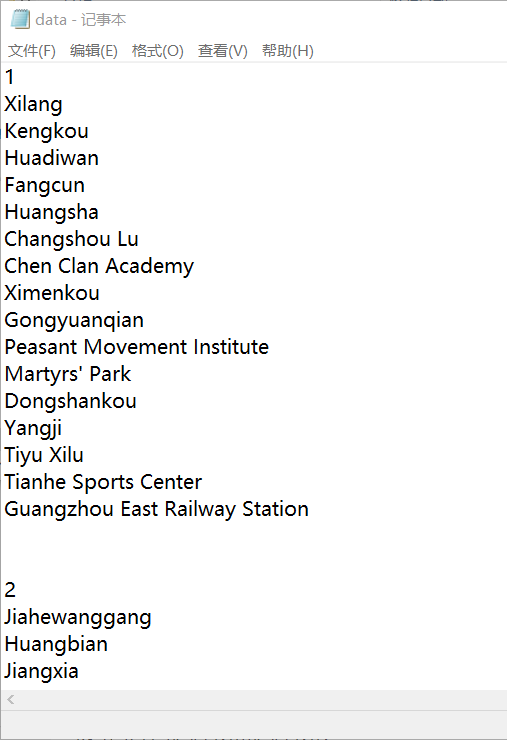 data - 记事本
文件(F) 编辑(E) 格式(O) 查看(V) 帮助(H)
1
Xilang
Kengkou
Huadiwan
Fangcun
Huangsha
Changshou Lu
Chen Clan Academy
Ximenkou
Gongyuanqian
Peasant Movement Institute
Martyrs' Park
Dongshankou
Yangji
Tiyu Xilu
Tianhe Sports Center
Guangzhou East Railway Station
2
Jiahewanggang
Huangbian
Jiangxia